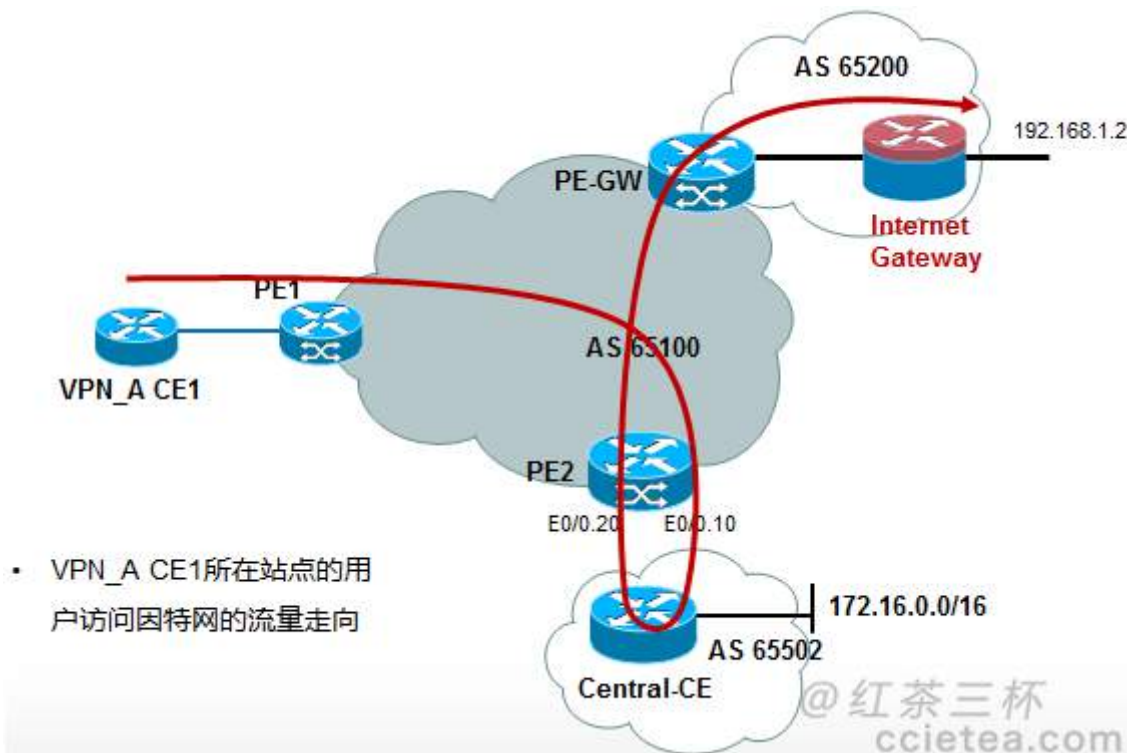 AS 65200
192.168.1.2
PE-GW
Internet
Gateway
PE1
AS 65100
VPN_A CE1
PE2
E0/0.20
E0/0.10
• VPN_A CE1所在站点的用
户访问因特网的流量走向
172.16.0.0/16
AS 65502
Central-CE
@红茶三杯
ccietea.com